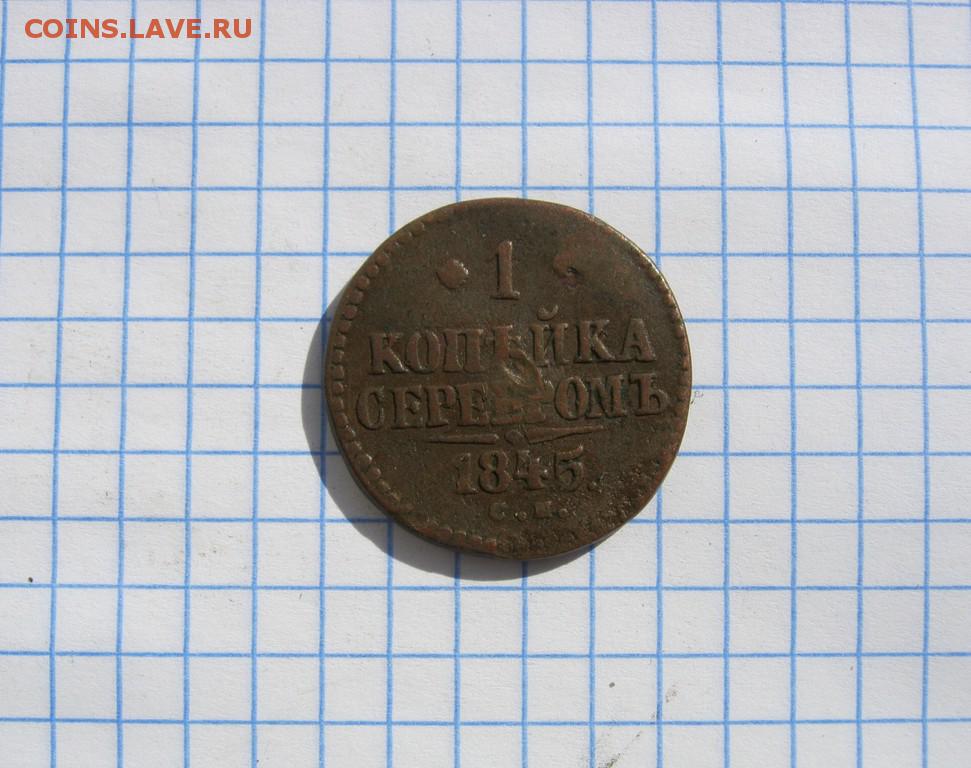 COINS.LAVE.RU
1
КОПѢЙКА
СЕРЕБРОМЪ
1845.
С.М.